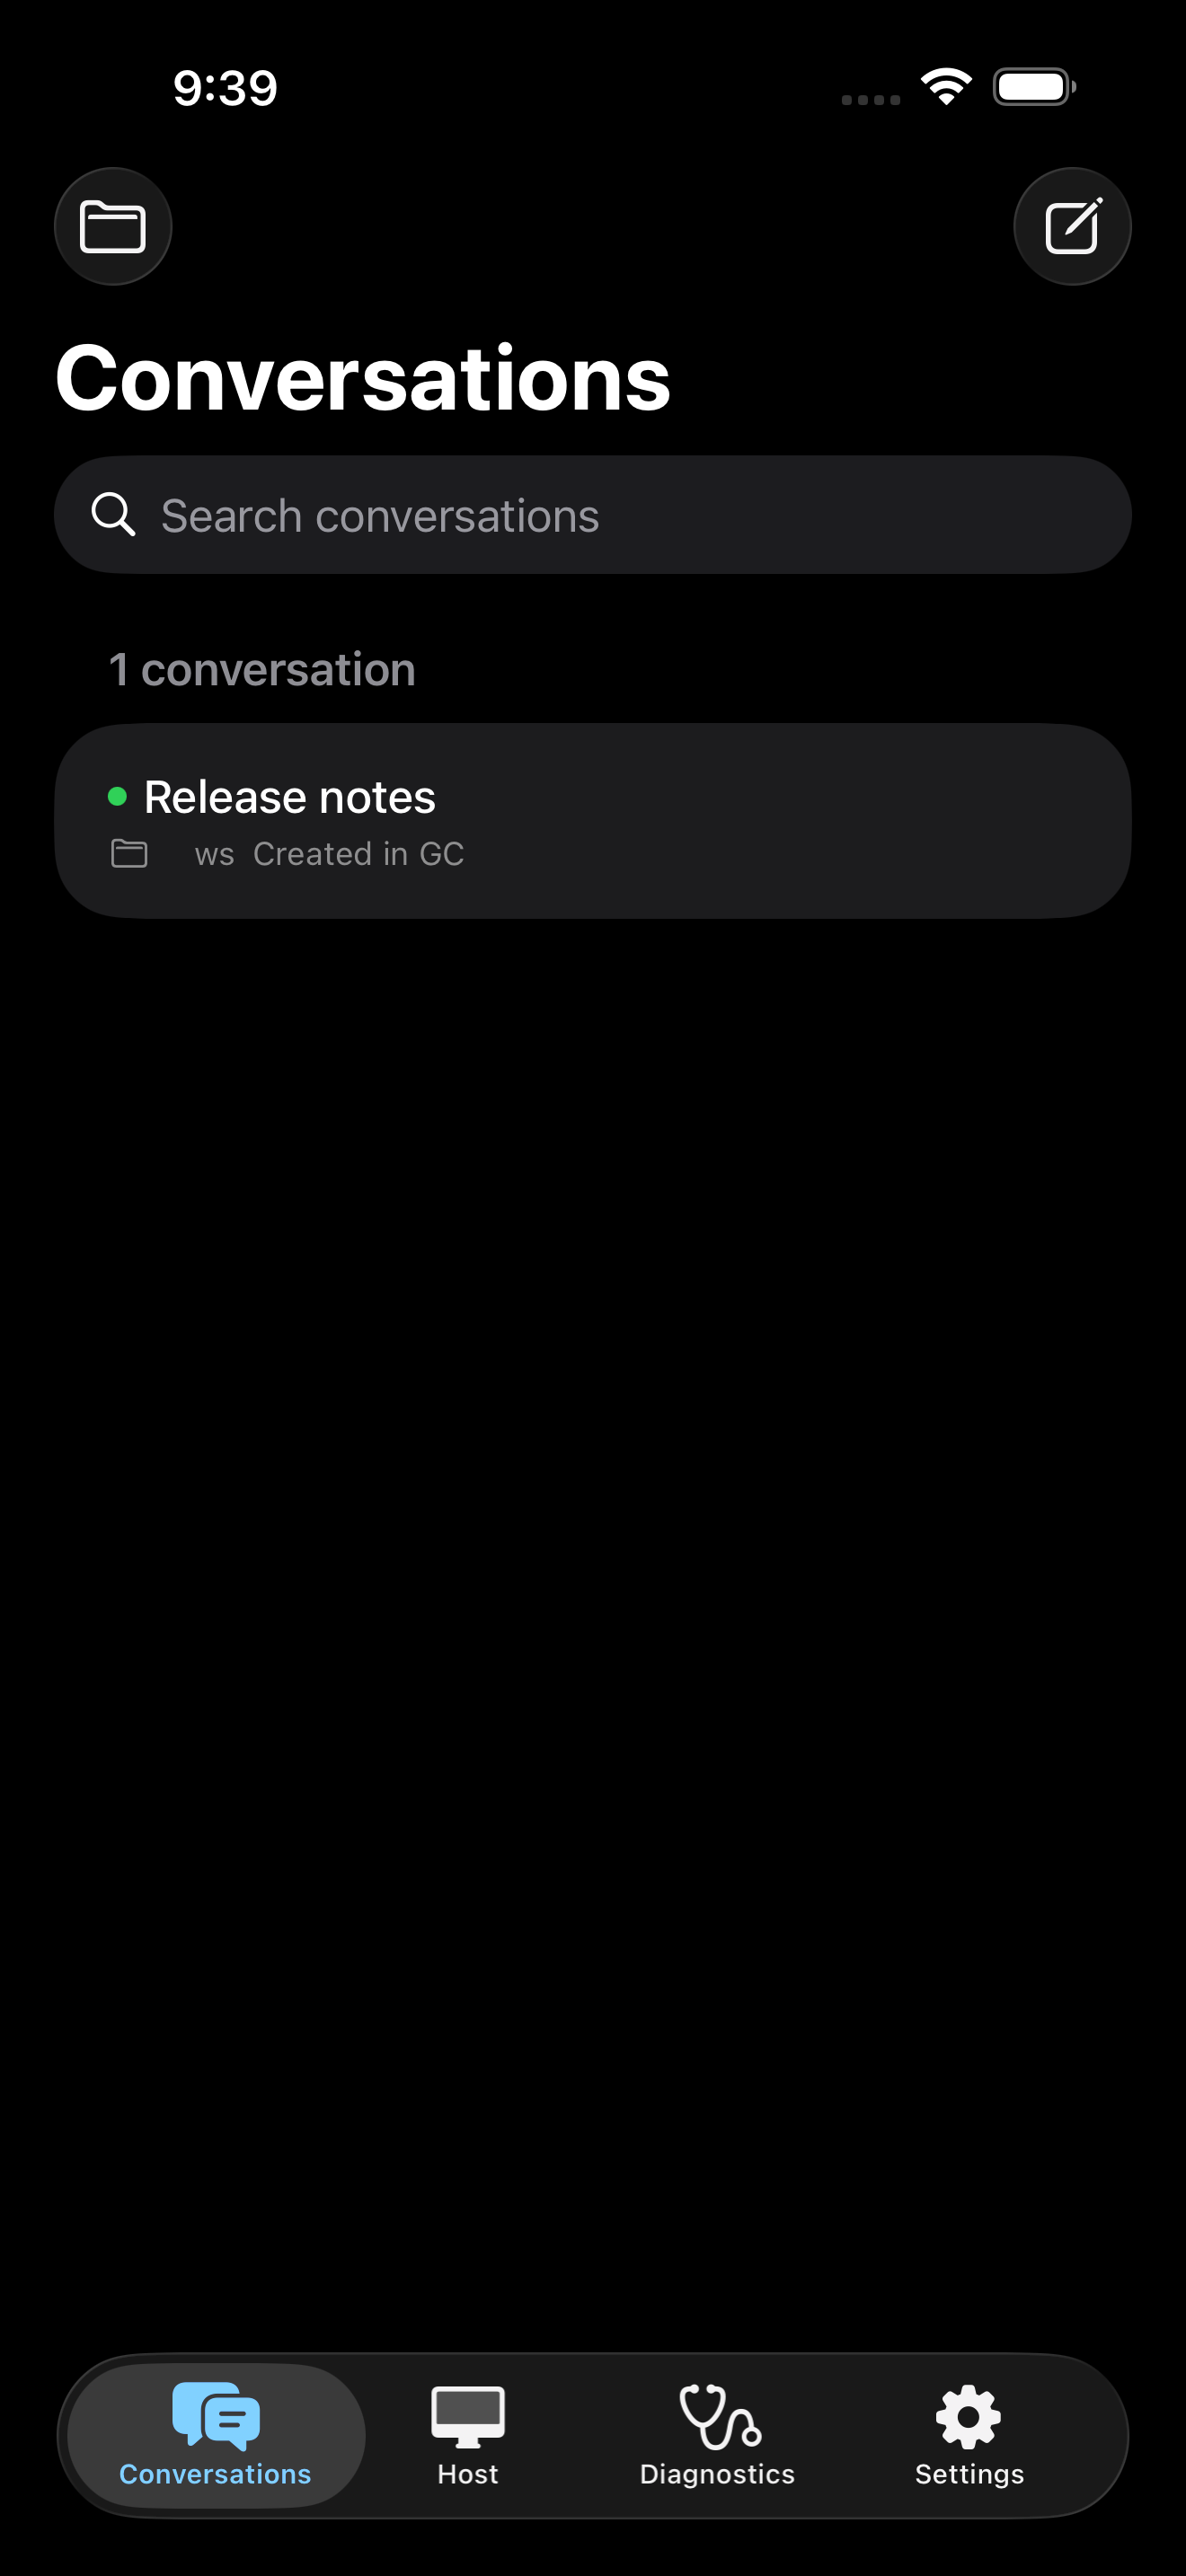 9:39
Conversations
Search conversations
1 conversation
Release notes
ws Created in GC
Conversations
Host
Diagnostics
Settings